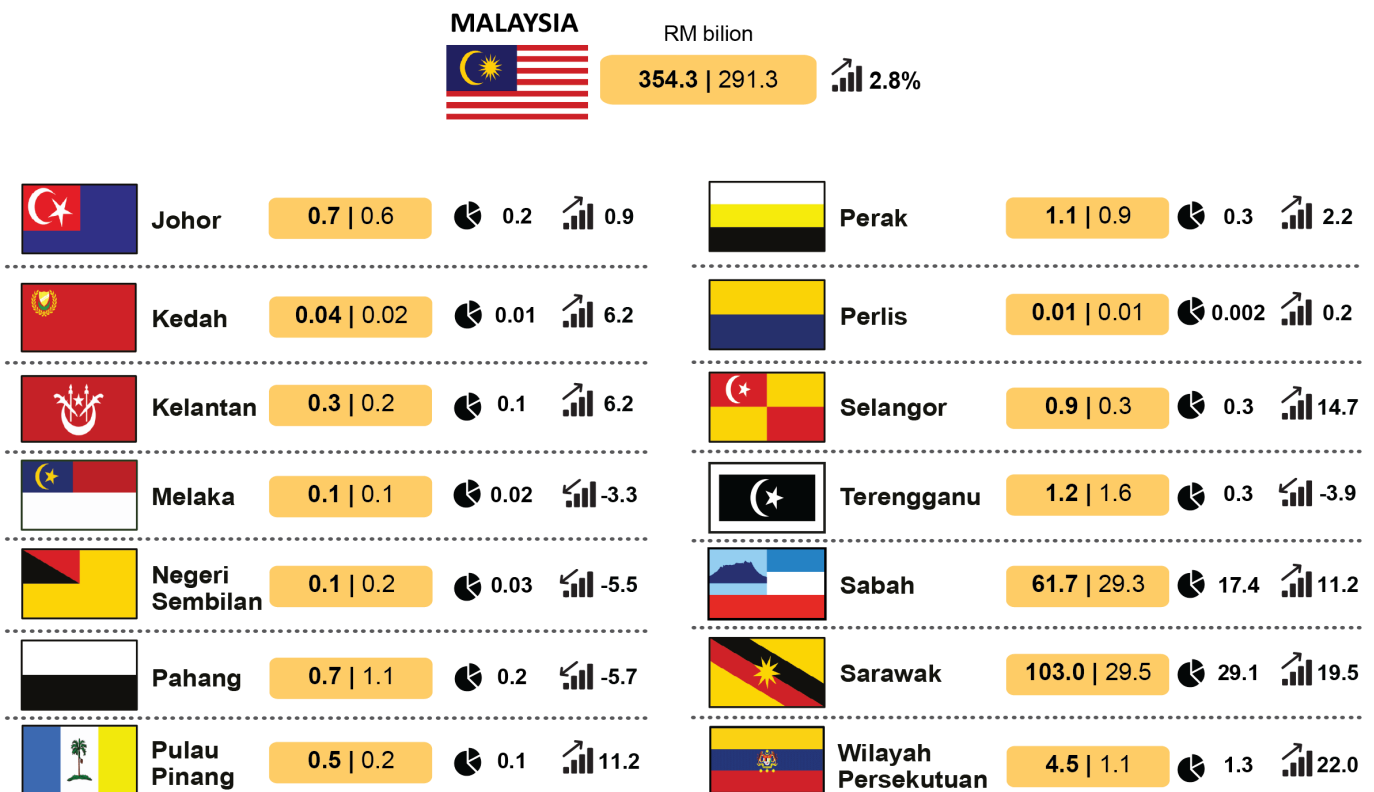 MALAYSIA
RM bilion
354.3 | 291.3
2.8%
Johor 0.7 | 0.6 0.2 0.9
Kedah 0.04 | 0.02 0.01 6.2
Kelantan 0.3 | 0.2 0.1 6.2
Melaka 0.1 | 0.1 0.02 -3.3
Negeri
Sembilan 0.1 | 0.2 0.03 -5.5
Pahang 0.7 | 1.1 0.2 -5.7
Pulau
Pinang 0.5 | 0.2 0.1 11.2
Perak 1.1 | 0.9 0.3 2.2
Perlis 0.01 | 0.01 0.002 0.2
Selangor 0.9 | 0.3 0.3 14.7
Terengganu 1.2 | 1.6 0.3 -3.9
Sabah 61.7 | 29.3 17.4 11.2
Sarawak 103.0 | 29.5 29.1 19.5
Wilayah
Persekutuan 4.5 | 1.1 1.3 22.0